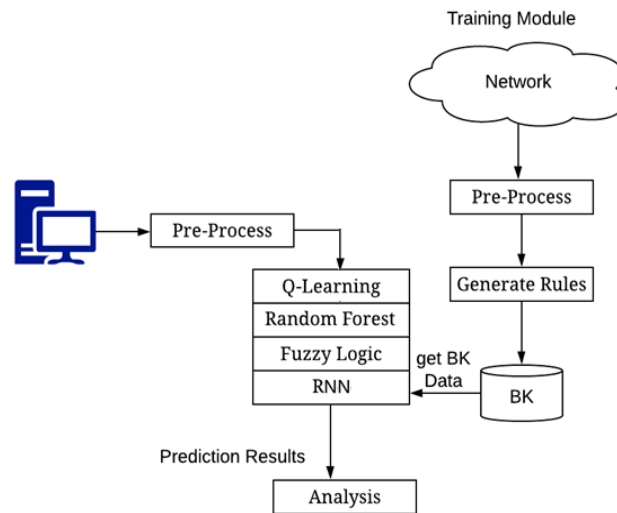 Training Module
Network
Pre-Process
Pre-Process
Q-Learning
Generate Rules
Random Forest
Fuzzy Logic
get BK
Data
RNN
BK
Prediction Results
Analysis